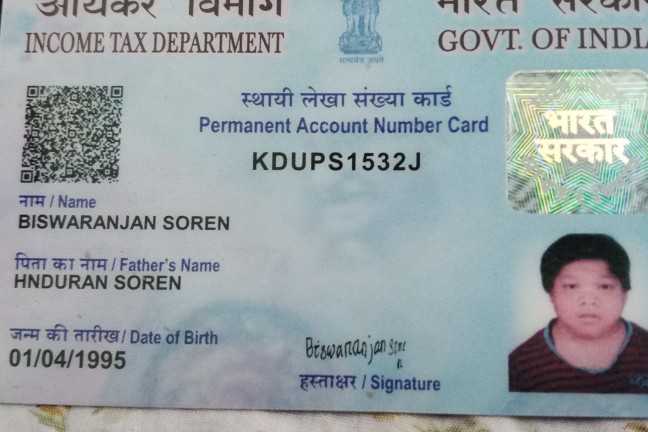 आयकर विभाग
INCOME TAX DEPARTMENT
सत्यमेव जयते
भारत सरकार
GOVT. OF INDIA
स्थायी लेखा संख्या कार्ड
Permanent Account Number Card
KDUPS1532J
भारत
सरकार
नाम / Name
BISWARANJAN SOREN
पिता का नाम / Father's Name
HNDURAN SOREN
जन्म की तारीख / Date of Birth
01/04/1995
Biswaranjan
हस्ताक्षर / Signature